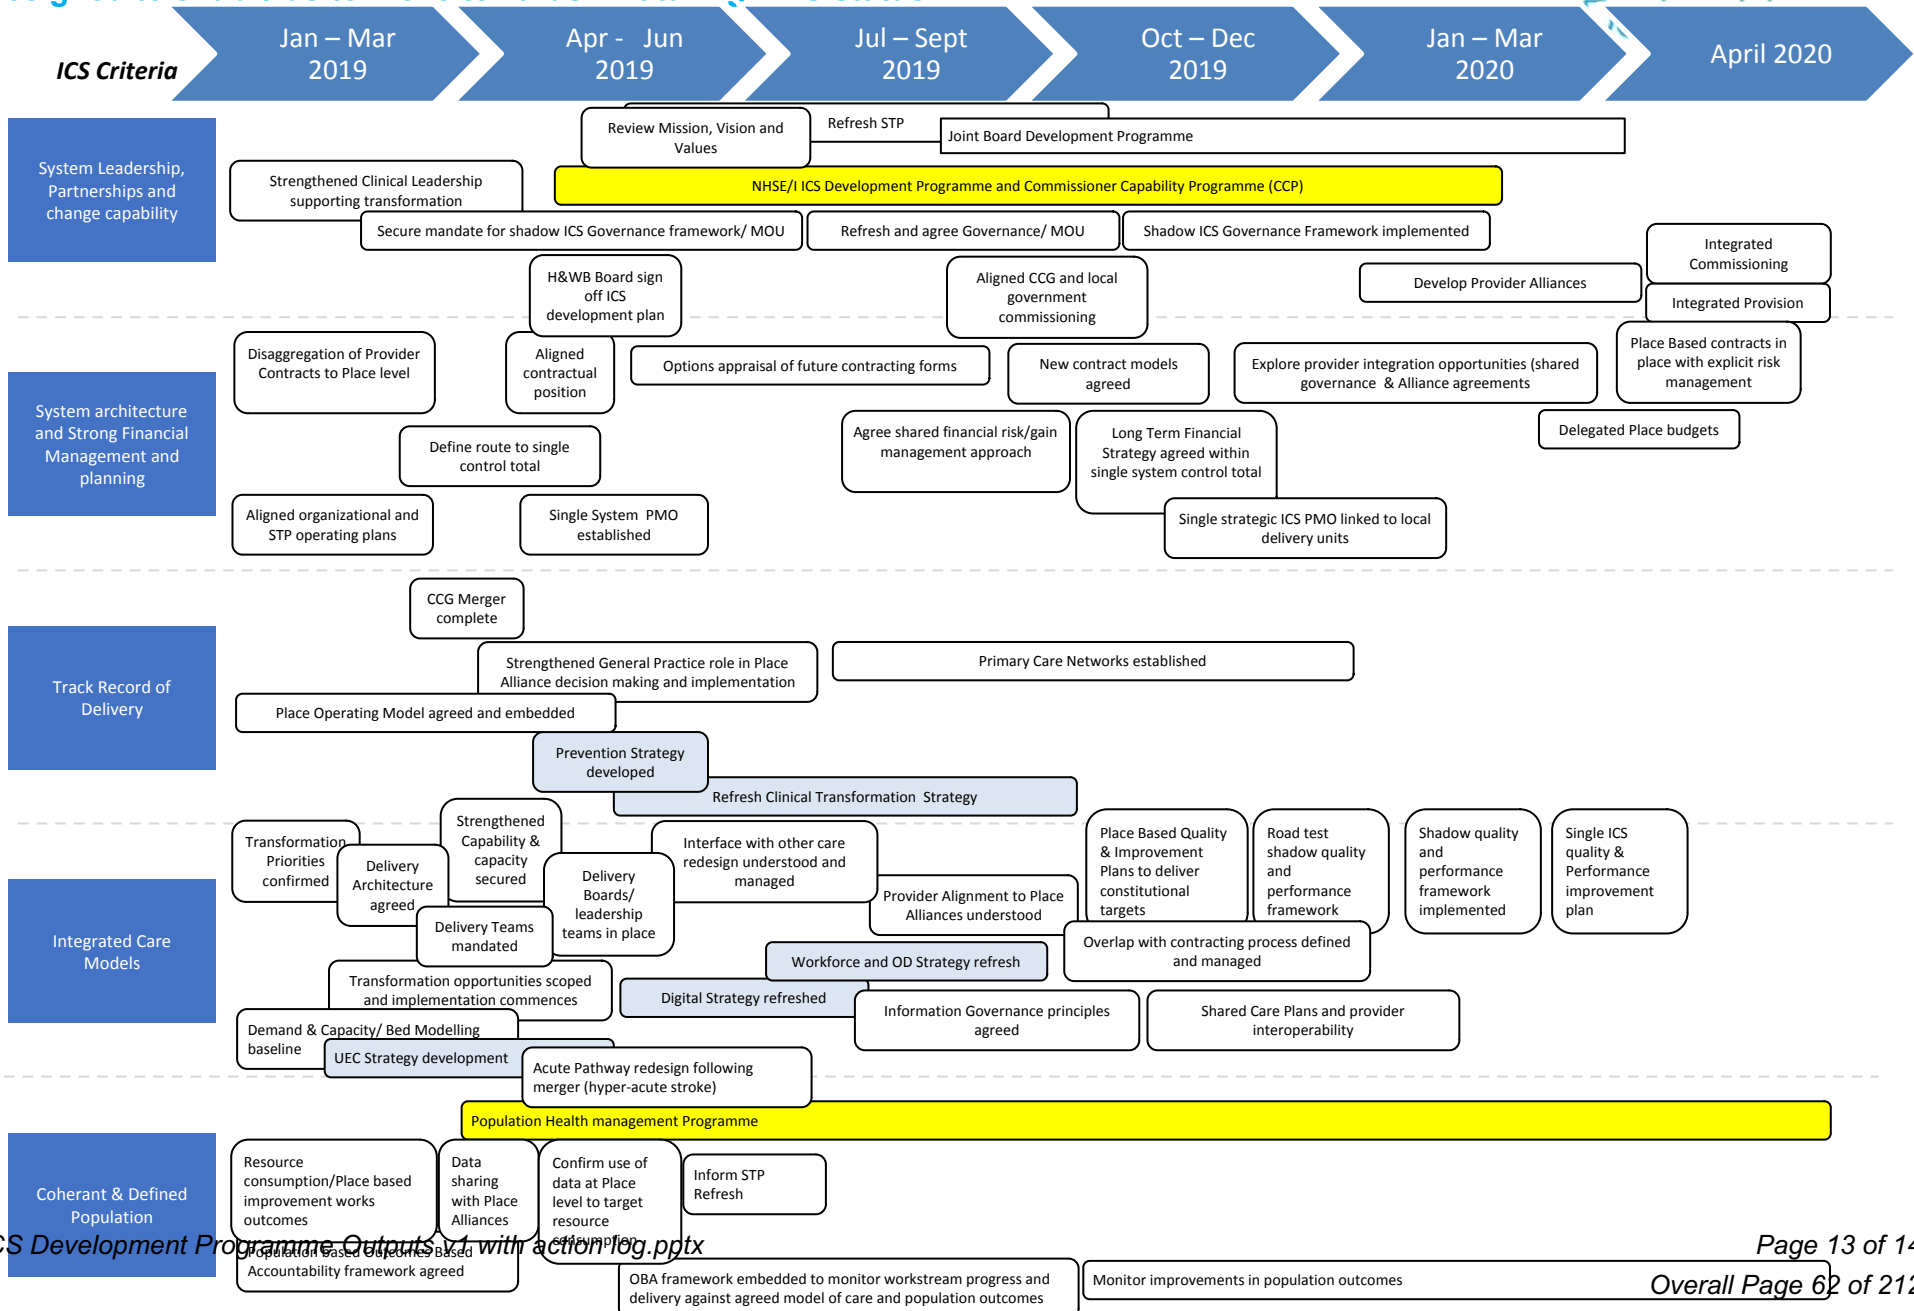 ICS Criteria
Jan – Mar
2019
Apr - Jun
2019
Jul – Sept
2019
Oct – Dec
2019
Jan – Mar
2020
April 2020
System Leadership,
Partnerships and
change capability
Review Mission, Vision and
Values
Refresh STP
Joint Board Development Programme
Strengthened Clinical Leadership
supporting transformation
NHSE/I ICS Development Programme and Commissioner Capability Programme (CCP)
Secure mandate for shadow ICS Governance framework/ MOU
Refresh and agree Governance/ MOU
Shadow ICS Governance Framework implemented
H&WB Board sign
off ICS
development plan
Aligned CCG and local
government
commissioning
Develop Provider Alliances
Integrated
Commissioning
Integrated Provision
System architecture
and Strong Financial
Management and
planning
Disaggregation of Provider
Contracts to Place level
Aligned
contractual
position
Options appraisal of future contracting forms
New contract models
agreed
Explore provider integration opportunities (shared
governance & Alliance agreements
Place Based contracts in
place with explicit risk
management
Define route to single
control total
Agree shared financial risk/gain
management approach
Long Term Financial
Strategy agreed within
single system control total
Delegated Place budgets
Aligned organizational and
STP operating plans
Single System PMO
established
Single strategic ICS PMO linked to local
delivery units
Track Record of
Delivery
CCG Merger
complete
Strengthened General Practice role in Place
Alliance decision making and implementation
Primary Care Networks established
Place Operating Model agreed and embedded
Prevention Strategy
developed
Refresh Clinical Transformation Strategy
Integrated Care
Models
Transformation
Priorities
confirmed
Delivery
Architecture
agreed
Strengthened
Capability &
capacity
secured
Delivery Teams
mandated
Delivery
Boards/
leadership
teams in place
Interface with other care
redesign understood and
managed
Provider Alignment to Place
Alliances understood
Place Based Quality
& Improvement
Plans to deliver
constitutional
targets
Road test
shadow quality
and
performance
framework
Shadow quality
and
performance
framework
implemented
Single ICS
quality &
Performance
improvement
plan
Overlap with contracting process defined
and managed
Workforce and OD Strategy refresh
Transformation opportunities scoped
and implementation commences
Digital Strategy refreshed
Information Governance principles
agreed
Shared Care Plans and provider
interoperability
Demand & Capacity/ Bed Modelling
baseline
UEC Strategy development
Acute Pathway redesign following
merger (hyper-acute stroke)
Coherant & Defined
Population
Population Health management Programme
Resource
consumption/Place based
improvement works
outcomes
Data
sharing
with Place
Alliances
Confirm use of
data at Place
level to target
resource
consumption
Inform STP
Refresh
Population based Outcomes Based
Accountability framework agreed
OBA framework embedded to monitor workstream progress and
delivery against agreed model of care and population outcomes
Monitor improvements in population outcomes
CS Development Programme Outputs v1 with action log.pptx
Page 13 of 14
Overall Page 62 of 212